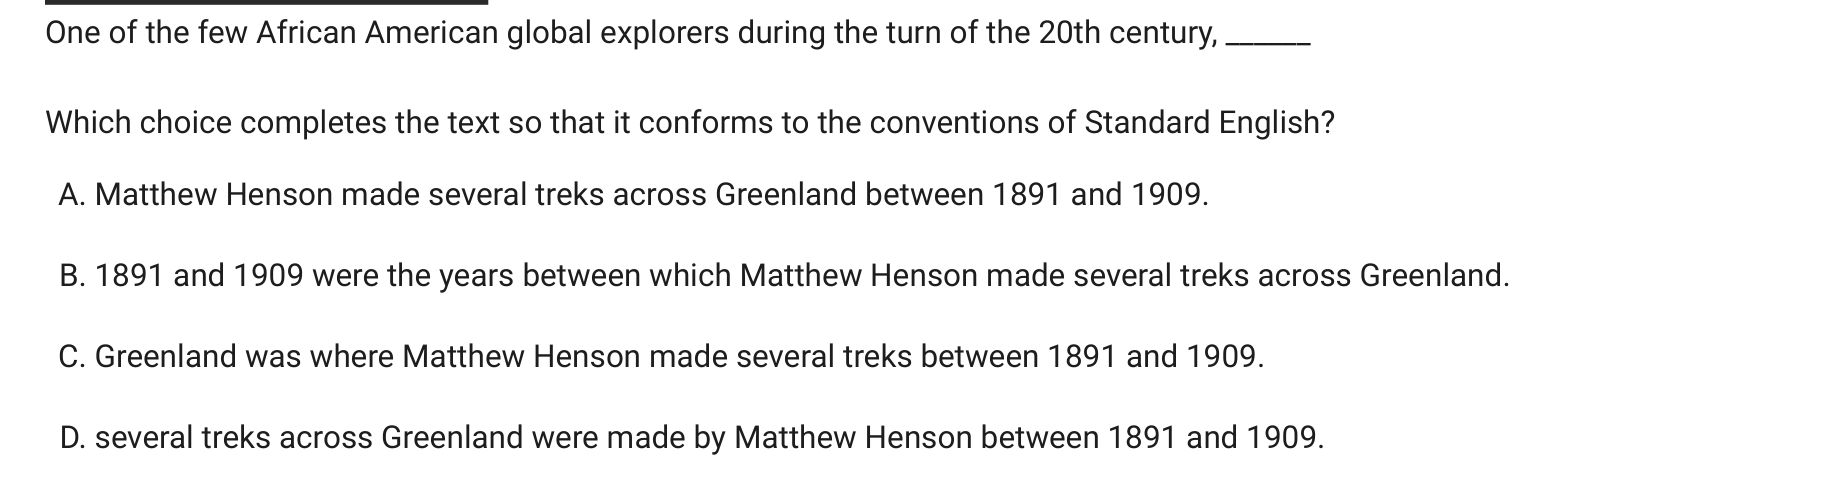 One of the few African American global explorers during the turn of the 20th century, ______
Which choice completes the text so that it conforms to the conventions of Standard English?
A. Matthew Henson made several treks across Greenland between 1891 and 1909.
B. 1891 and 1909 were the years between which Matthew Henson made several treks across Greenland.
C. Greenland was where Matthew Henson made several treks between 1891 and 1909.
D. several treks across Greenland were made by Matthew Henson between 1891 and 1909.